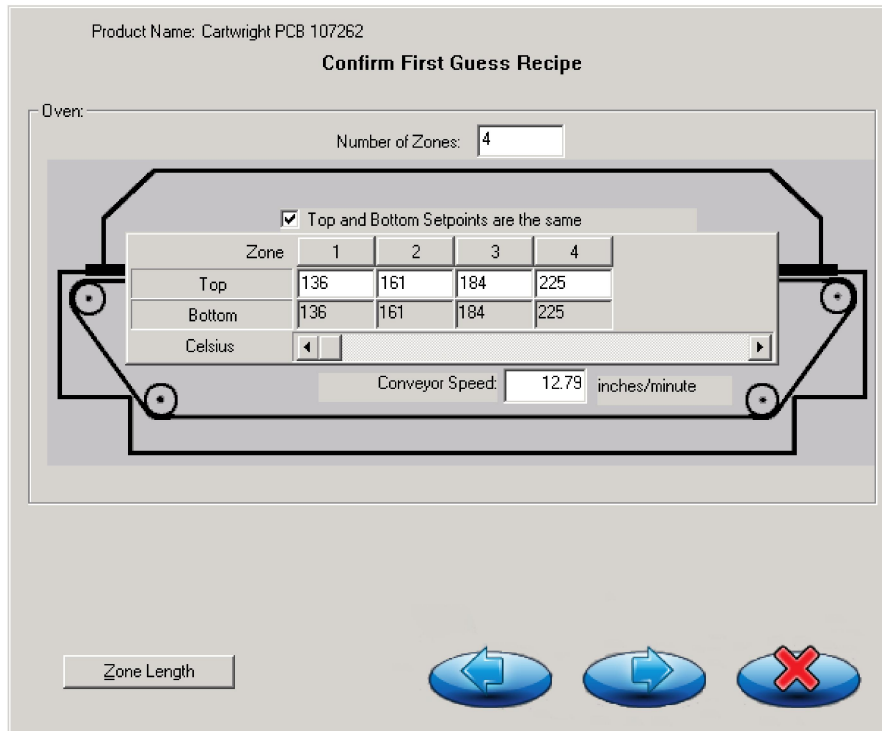 Product Name: Cartwright PCB 107262
Confirm First Guess Recipe
Oven:
Number of Zones: 4
Top and Bottom Setpoints are the same
Zone 1 2 3 4
Top 136 161 184 225
Bottom 136 161 184 225
Celsius
Conveyor Speed: 12.79 inches/minute
Zone Length